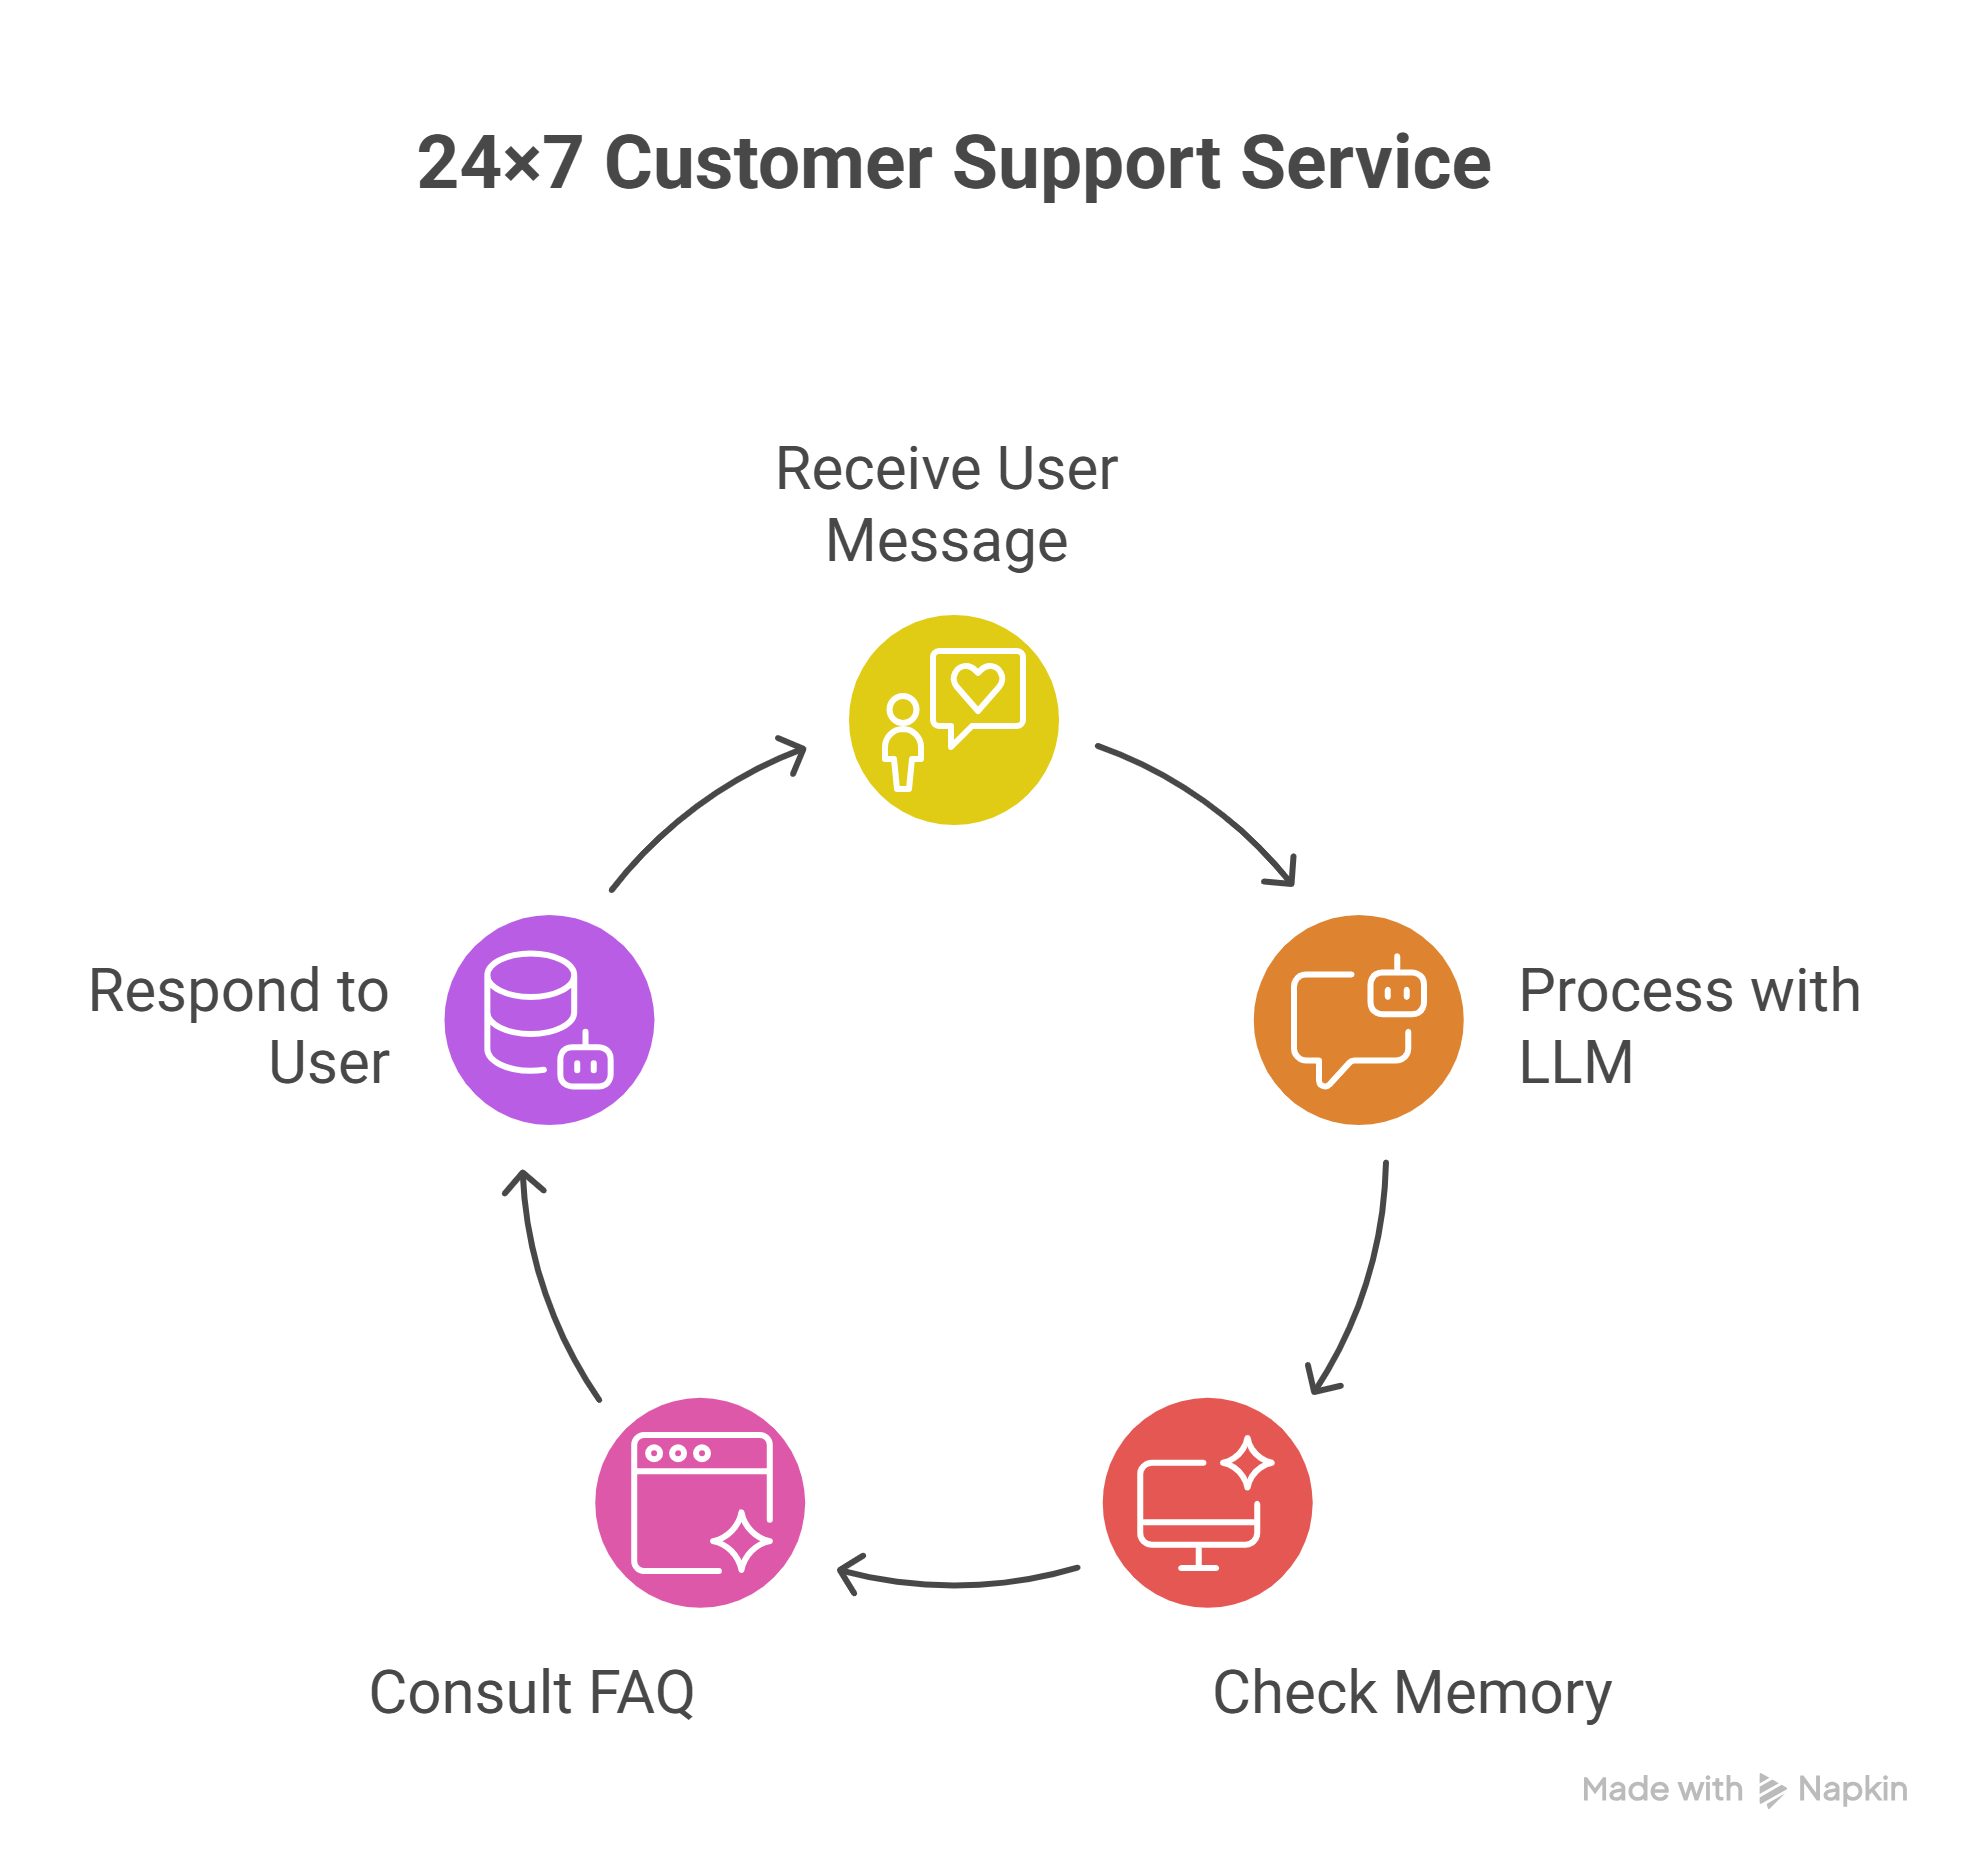 24×7 Customer Support Service
Receive User
Message
Respond to
User
Process with
LLM
Consult FAQ
Check Memory
Made with Napkin